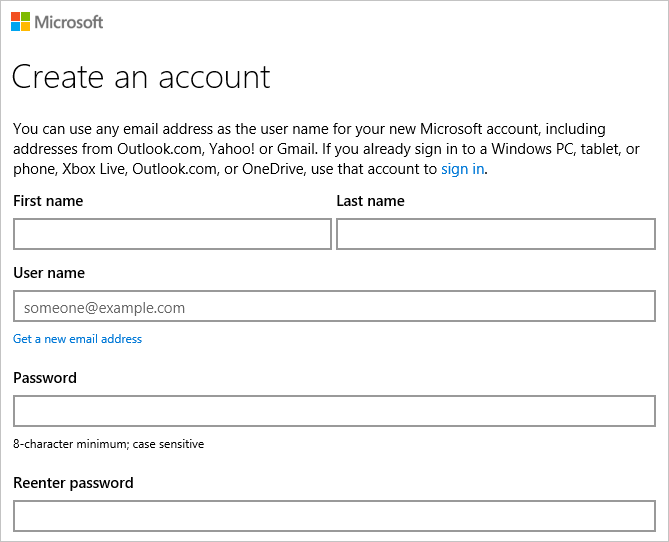 Microsoft
Create an account
You can use any email address as the user name for your new Microsoft account, including
addresses from Outlook.com, Yahoo! or Gmail. If you already sign in to a Windows PC, tablet, or
phone, Xbox Live, Outlook.com, or OneDrive, use that account to sign in.
First name Last name
User name
someone@example.com
Get a new email address
Password
8-character minimum; case sensitive
Reenter password